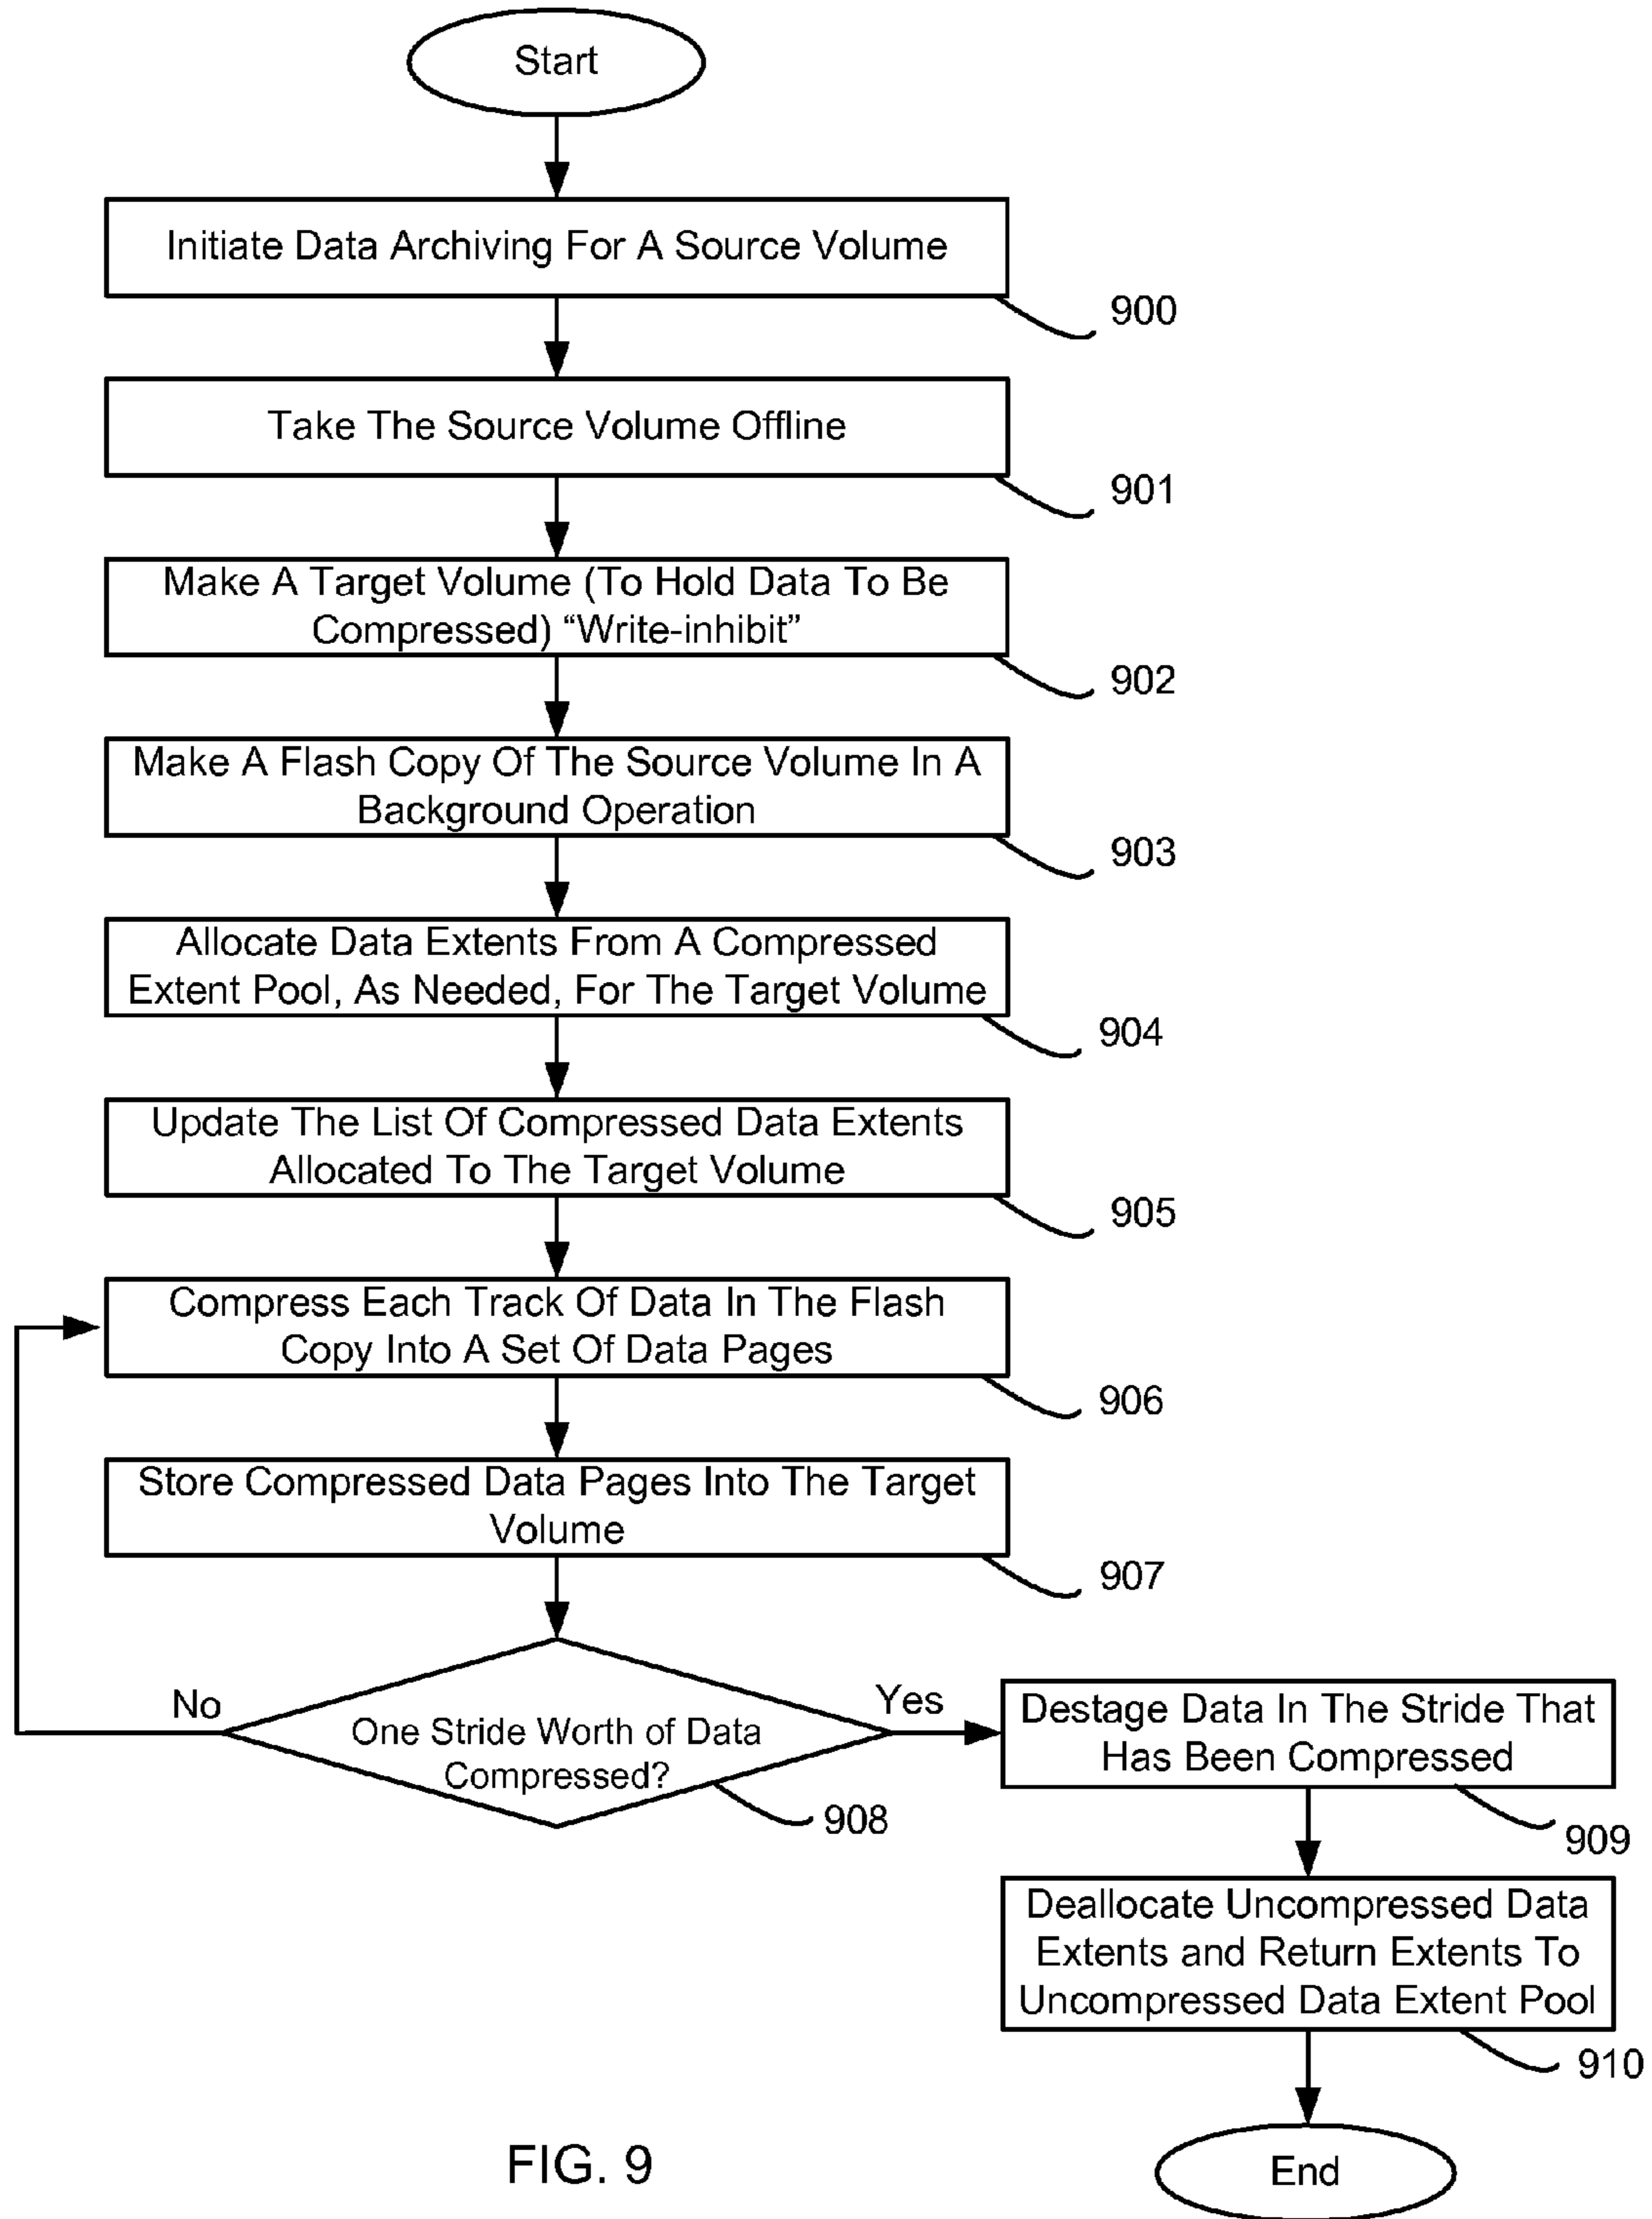 Start
Initiate Data Archiving For A Source Volume
900
Take The Source Volume Offline
901
Make A Target Volume (To Hold Data To Be
Compressed) “Write-inhibit”
902
Make A Flash Copy Of The Source Volume In A
Background Operation
903
Allocate Data Extents From A Compressed
Extent Pool, As Needed, For The Target Volume
904
Update The List Of Compressed Data Extents
Allocated To The Target Volume
905
Compress Each Track Of Data In The Flash
Copy Into A Set Of Data Pages
906
Store Compressed Data Pages Into The Target
Volume
907
No
One Stride Worth of Data
Compressed?
908
Yes
Destage Data In The Stride That
Has Been Compressed
909
Deallocate Uncompressed Data
Extents and Return Extents To
Uncompressed Data Extent Pool
910
End
FIG. 9